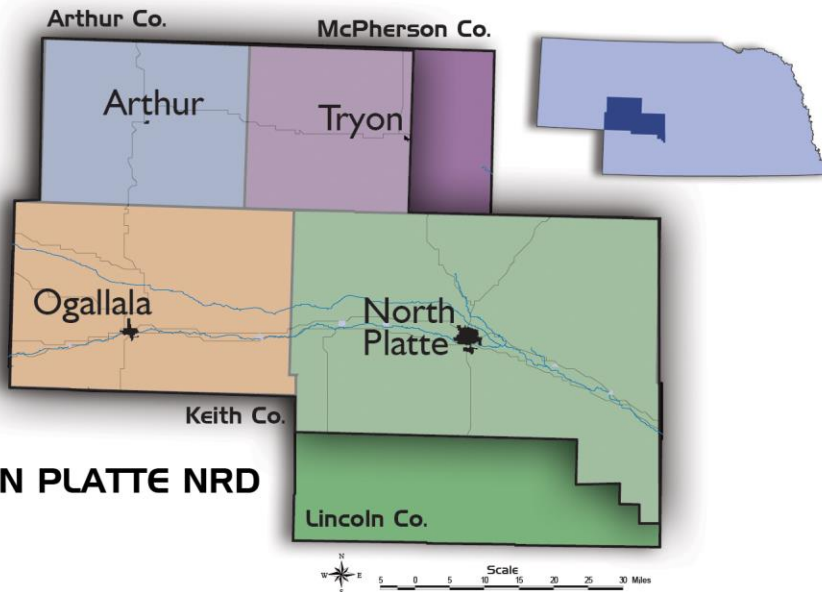 Arthur Co.
McPherson Co.
Arthur
Tryon
Ogallala
North
Platte
Keith Co.
N PLATTE NRD
Lincoln Co.
N
W E
S
Scale
5 0 5 10 15 20 25 30 Miles